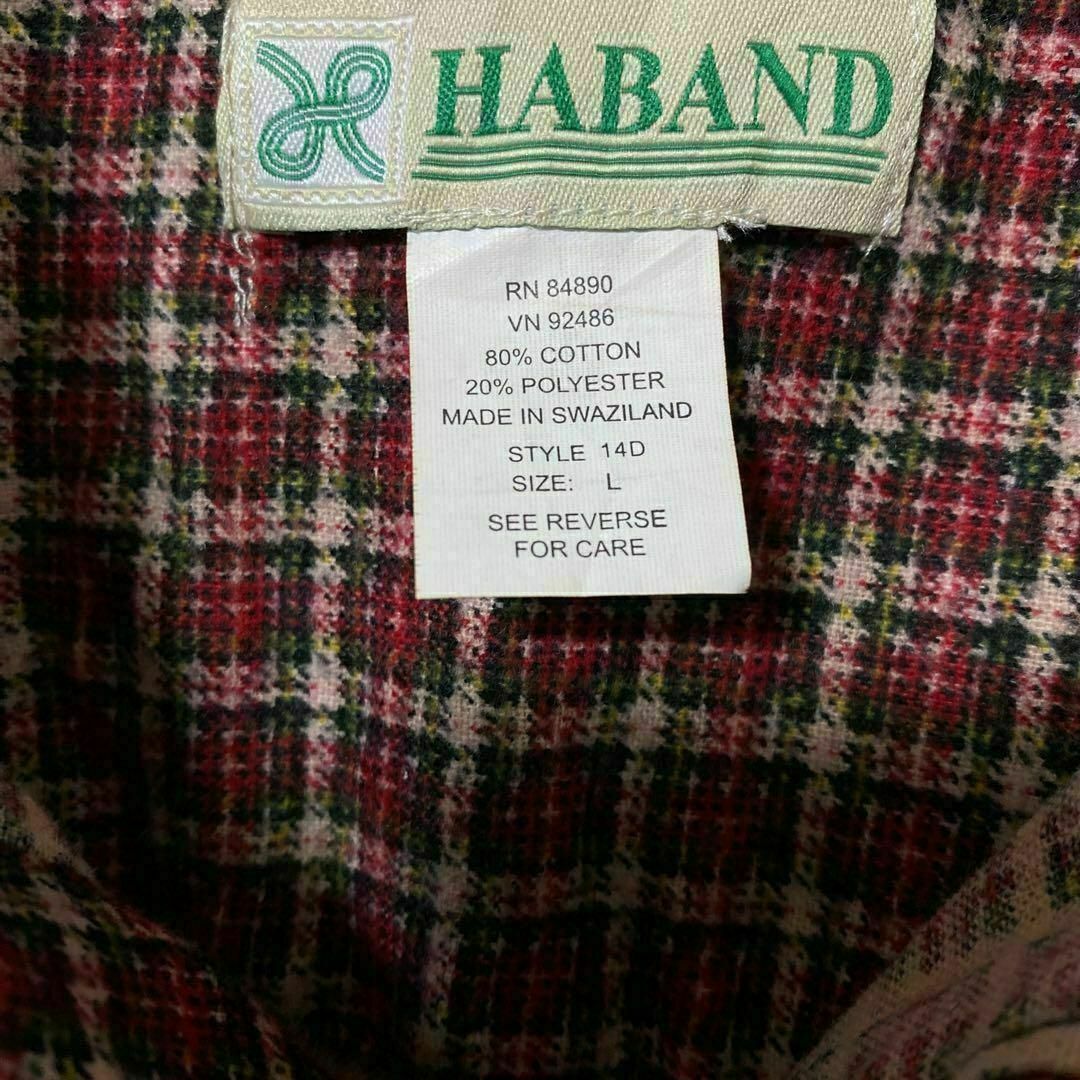 HABAND
RN 84890
VN 92486
80% COTTON
20% POLYESTER
MADE IN SWAZILAND
STYLE 14D
SIZE: L
SEE REVERSE
FOR CARE